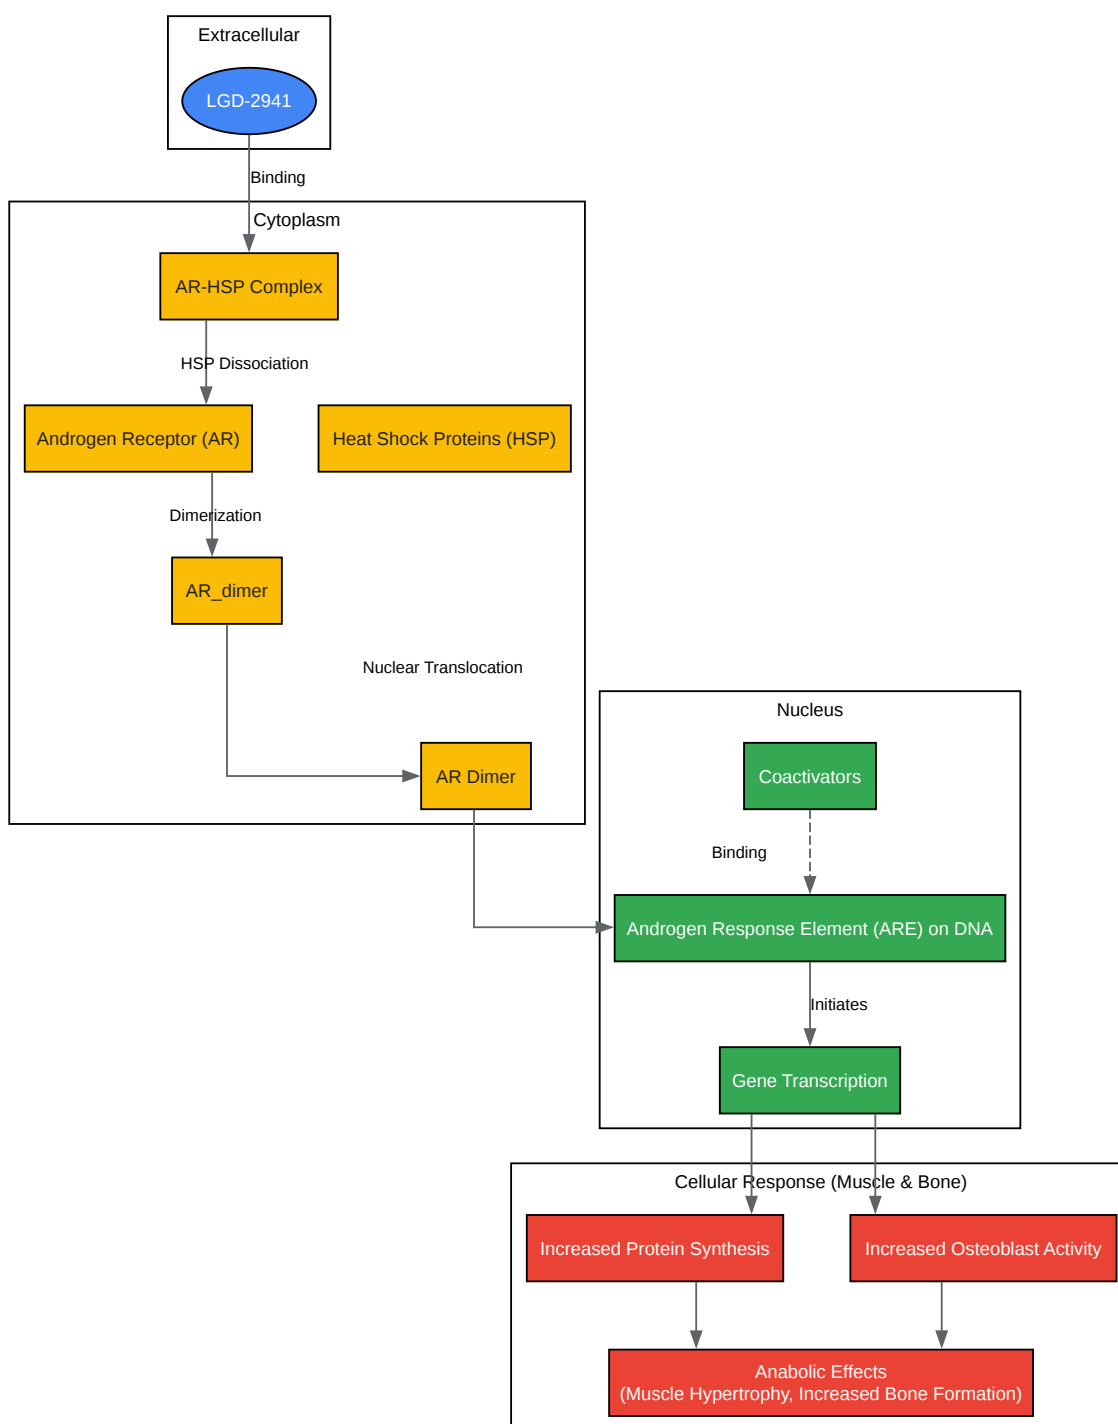 Extracellular
LGD-2941
Binding
Cytoplasm
AR-HSP Complex
HSP Dissociation
Androgen Receptor (AR)
Heat Shock Proteins (HSP)
Dimerization
AR_dimer
Nuclear Translocation
AR Dimer
Nucleus
Coactivators
Binding
Androgen Response Element (ARE) on DNA
Initiates
Gene Transcription
Cellular Response (Muscle & Bone)
Increased Protein Synthesis
Increased Osteoblast Activity
Anabolic Effects
(Muscle Hypertrophy, Increased Bone Formation)